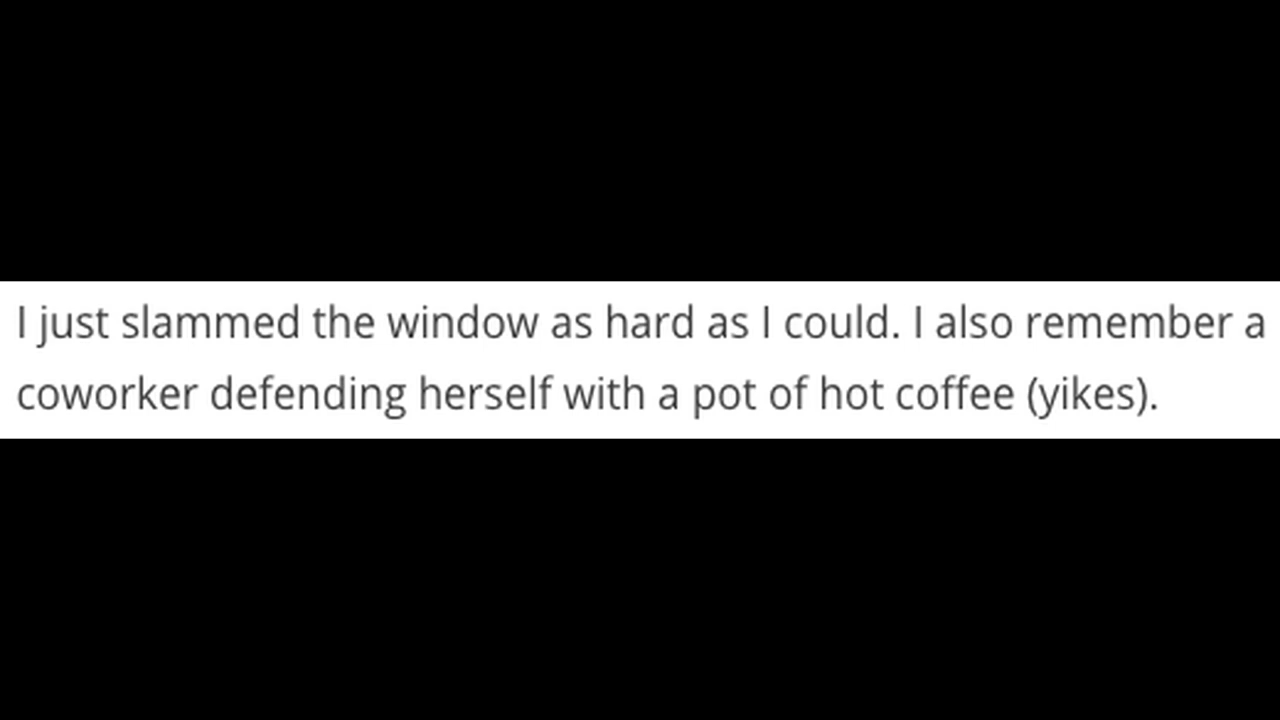 I just slammed the window as hard as I could. I also remember a
coworker defending herself with a pot of hot coffee (yikes).